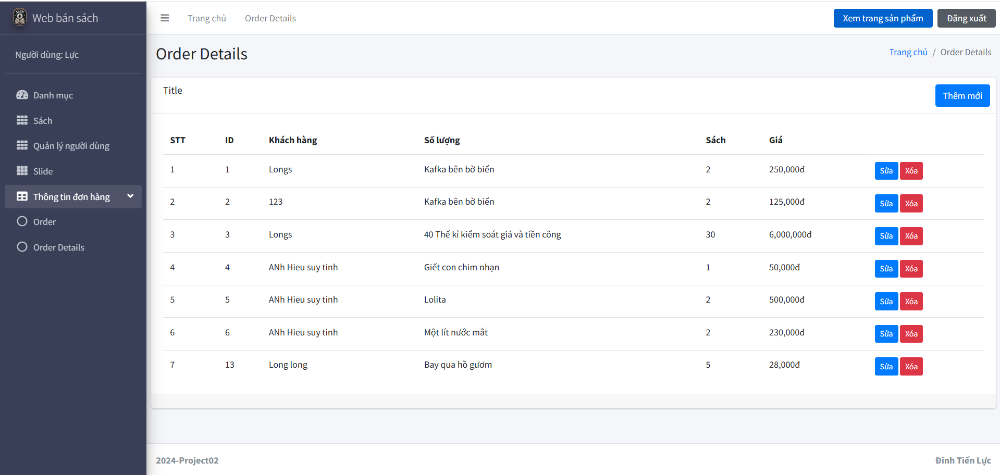 Web bán sách
Trang chủ Order Details Xem trang sản phẩm Đăng xuất
Người dùng: Lực
Danh mục
Sách
Quản lý người dùng
Slide
Thông tin đơn hàng
Order
Order Details
Order Details
Trang chủ / Order Details
Title
Thêm mới
STT ID Khách hàng Số lượng Sách Giá
1 1 Longs Kafka bên bờ biển 2 250,000đ Sửa Xóa
2 2 123 Kafka bên bờ biển 2 125,000đ Sửa Xóa
3 3 Longs 40 Thế kỉ kiểm soát giá và tiền công 30 6,000,000đ Sửa Xóa
4 4 ANh Hieu suy tinh Giết con chim nhạn 1 50,000đ Sửa Xóa
5 5 ANh Hieu suy tinh Lolita 2 500,000đ Sửa Xóa
6 6 ANh Hieu suy tinh Một lít nước mắt 2 230,000đ Sửa Xóa
7 13 Long long Bay qua hồ gươm 5 28,000đ Sửa Xóa
2024-Project02
Đinh Tiến Lực